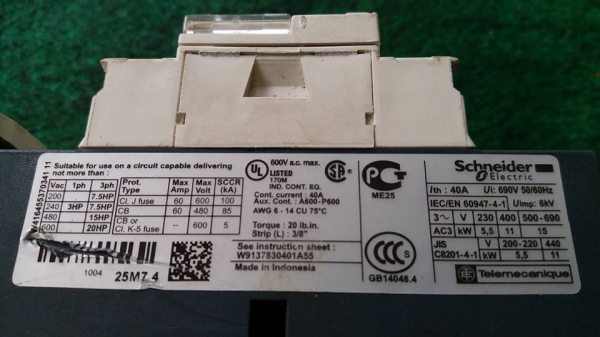 W416455370341 11
Suitable for use on a circuit capable delivering
not more than:
Vac 1ph 3ph Prot. Type Max Amp Max Volt SCCR (kA)
200 7.5HP Cl. J fuse 60 600 100
240 3HP 7.5HP CB 60 480 85
480 - 15HP CB or
600 - 20HP Cl. K-5 fuse -- 600 5
1004 25M7 4
UL LISTED 170M
600V a.c. max.
IND. CONT. EQ.
Cont. current : 40A
Aux. Cont. : A600-P600
AWG 6 - 14 CU 75°C
Torque : 20 lb.in.
Strip (L) : 3/8"
See instruction sheet :
W9137830401A55
Made in Indonesia
ME25
CCC
GB14048.4
Schneider
Electric
Ith : 40A Ui: 690V 50/60Hz
IEC/EN 60947-4-1 Uimp: 6kV
3~ V 230 400 500-690
AC3 kW 5,5 11 15
JIS V 200-220 440
C8201-4-1 kW 5,5 11
Telemecanique